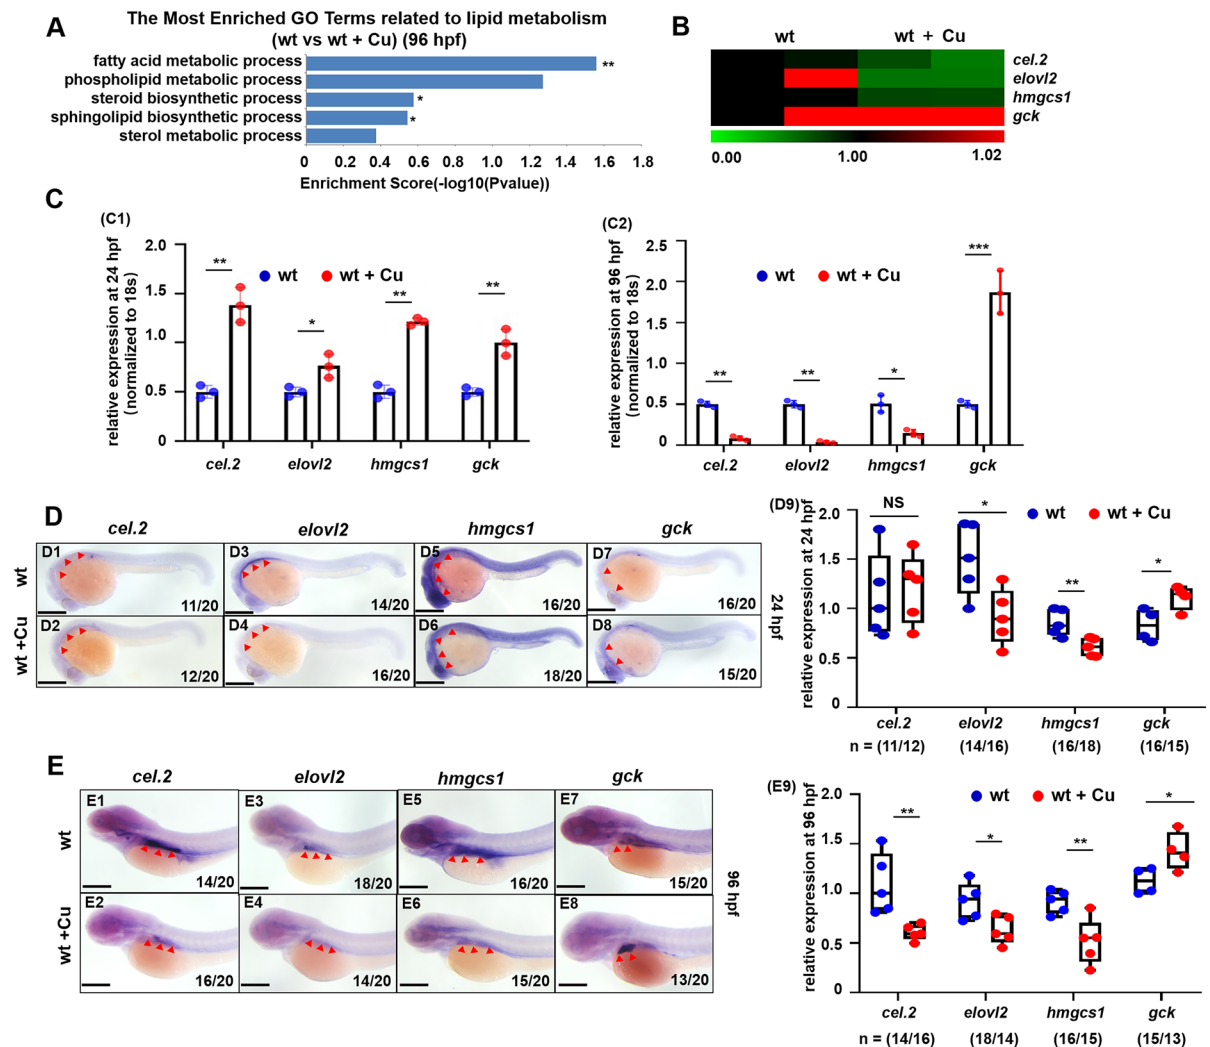 A
The Most Enriched GO Terms related to lipid metabolism
(wt vs wt + Cu) (96 hpf)
fatty acid metabolic process
**
phospholipid metabolic process
steroid biosynthetic process
*
sphingolipid biosynthetic process
*
sterol metabolic process
0 0.2 0.4 0.6 0.8 1.0 1.2 1.4 1.6 1.8
Enrichment Score(-log10(Pvalue))
B
wt wt + Cu
cel.2
elovl2
hmgcs1
gck
0.00 1.00 1.02
C
(C1)
relative expression at 24 hpf
(normalized to 18s)
2.0
1.5
1.0
0.5
0
wt wt + Cu
** * ** **
cel.2 elovl2 hmgcs1 gck
(C2)
relative expression at 96 hpf
(normalized to 18s)
2.5
2.0
1.5
1.0
0.5
0
wt wt + Cu
** ** * ***
cel.2 elovl2 hmgcs1 gck
D
cel.2 elovl2 hmgcs1 gck
wt
D1 D3 D5 D7
11/20 14/20 16/20 16/20
wt +Cu
D2 D4 D6 D8
12/20 16/20 18/20 15/20
24 hpf
(D9)
relative expression at 24 hpf
2.0
1.5
1.0
0.5
0
wt wt + Cu
NS * ** *
cel.2 elovl2 hmgcs1 gck
n = (11/12) (14/16) (16/18) (16/15)
E
cel.2 elovl2 hmgcs1 gck
wt
E1 E3 E5 E7
14/20 18/20 16/20 15/20
wt +Cu
E2 E4 E6 E8
16/20 14/20 15/20 13/20
96 hpf
(E9)
relative expression at 96 hpf
2.0
1.5
1.0
0.5
0
wt wt + Cu
** * ** *
cel.2 elovl2 hmgcs1 gck
n = (14/16) (18/14) (16/15) (15/13)